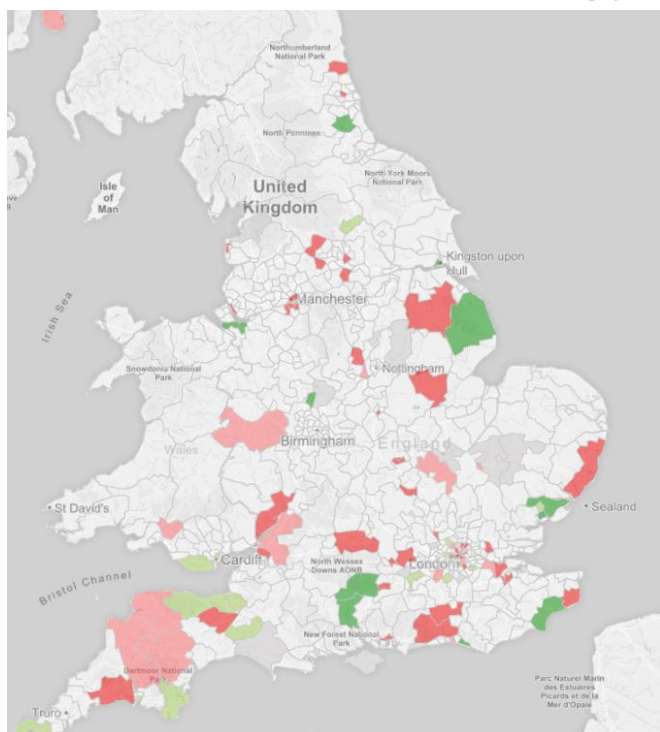 Northumberland
National Park
North Pennines
North York Moors
National Park
Isle
of
Man
United
Kingdom
Kingston upon
Hull
Irish Sea
Manchester
Snowdonia National
Park
Nottingham
Wales
Birmingham
England
St David's
Sealand
Cardiff
North Wessex
Downs AONB
London
Bristol Channel
New Forest National
Park
Dartmoor National
Park
Truro
Parc Naturel Marin
des Estuaires
Picards et de la
Mer d'Opale